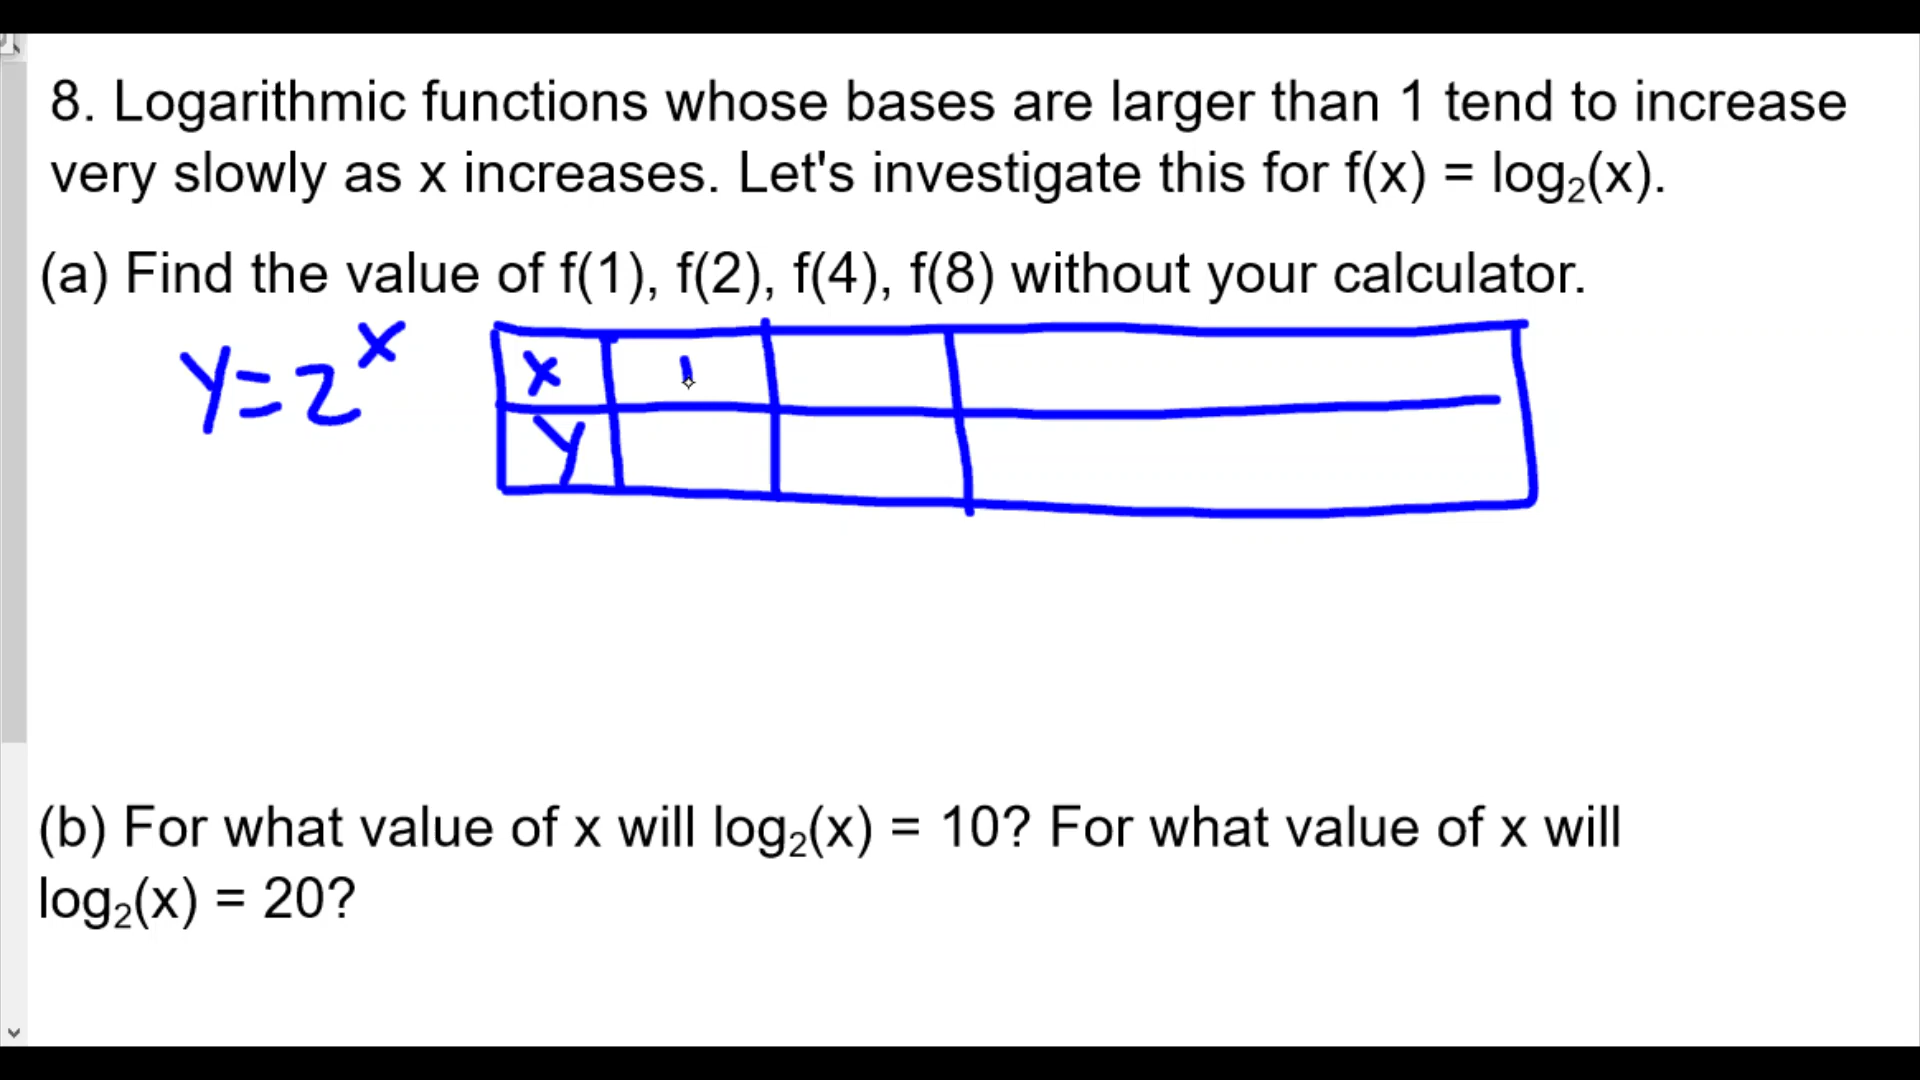 8. Logarithmic functions whose bases are larger than 1 tend to increase
very slowly as x increases. Let's investigate this for f(x) = log₂(x).
(a) Find the value of f(1), f(2), f(4), f(8) without your calculator.
y=2^x
x 1
y
(b) For what value of x will log₂(x) = 10? For what value of x will
log₂(x) = 20?